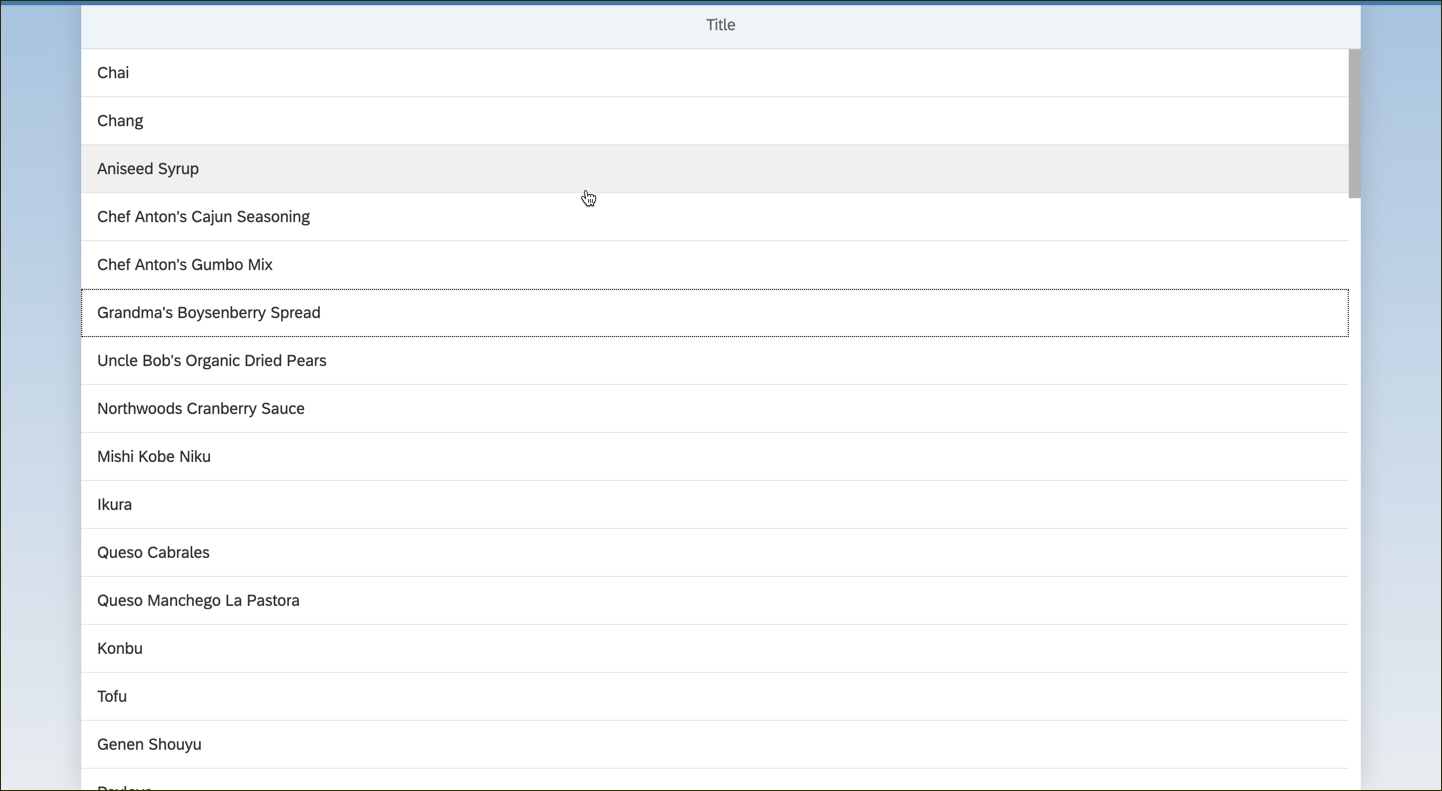 Title
Chai
Chang
Aniseed Syrup
Chef Anton's Cajun Seasoning
Chef Anton's Gumbo Mix
Grandma's Boysenberry Spread
Uncle Bob's Organic Dried Pears
Northwoods Cranberry Sauce
Mishi Kobe Niku
Ikura
Queso Cabrales
Queso Manchego La Pastora
Konbu
Tofu
Genen Shouyu